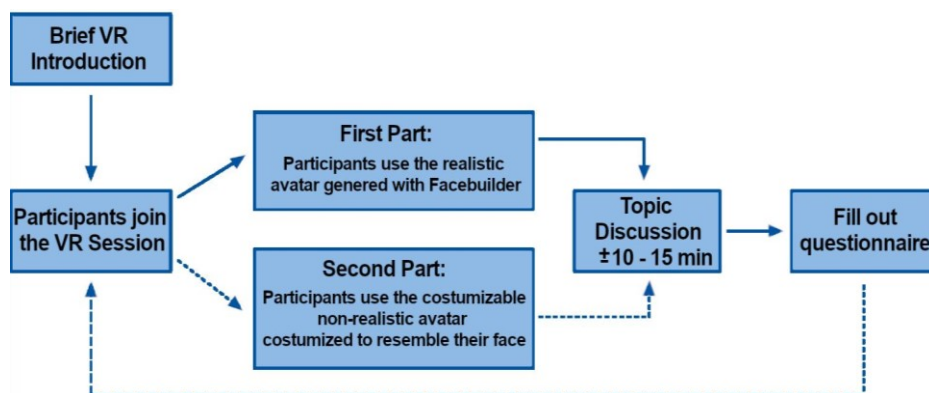 Brief VR
Introduction
First Part:
Participants use the realistic
avatar genered with Facebuilder
Participants join
the VR Session
Second Part:
Participants use the costumizable
non-realistic avatar
costumized to resemble their face
Topic
Discussion
±10 - 15 min
Fill out
questionnaire